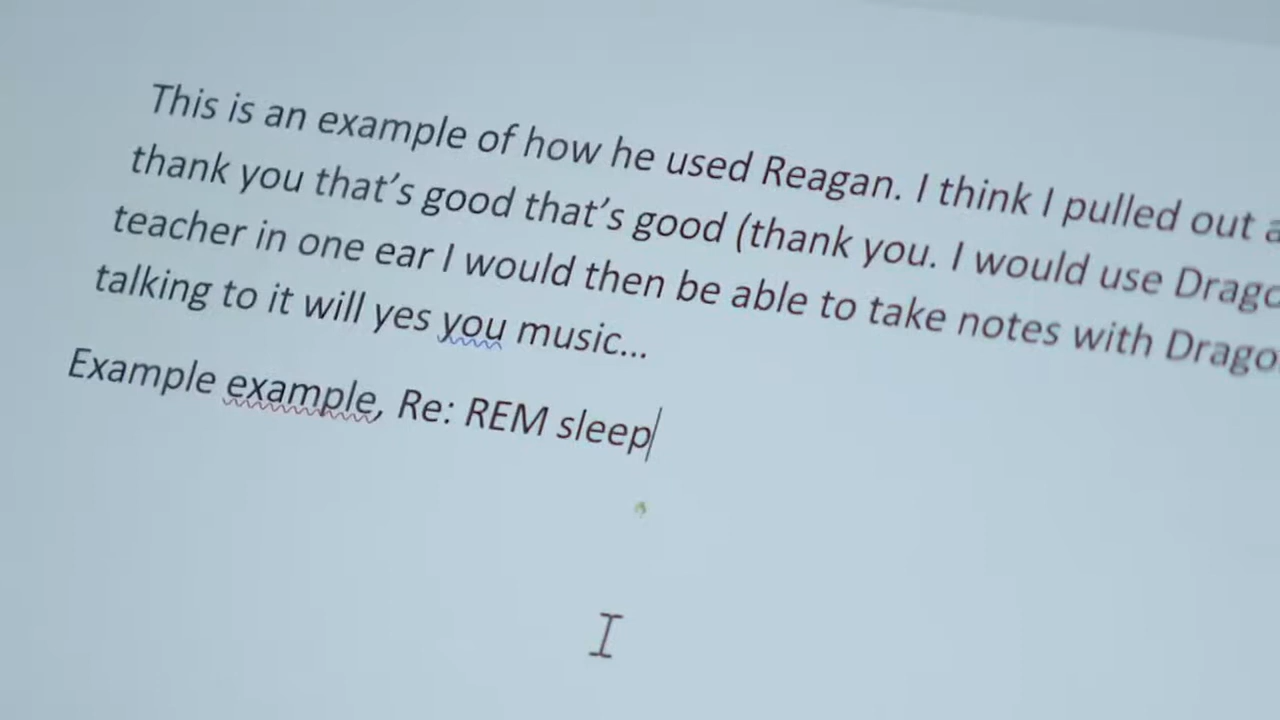 This is an example of how he used Reagan. I think I pulled out
thank you that's good that's good (thank you. I would use
teacher in one ear I would then be able to take notes with
talking to it will yes you music...
Example example, Re: REM sleep